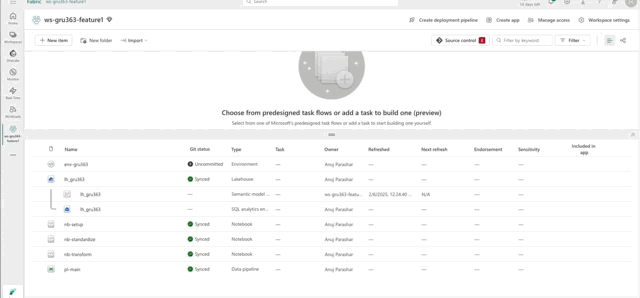 Fabric
ws-gru363-feature1
Search
14 days left
Home
Workspaces
OneLake
Monitor
Real-Time
Workloads
ws-gru363-feature1
ws-gru363-feature1
Create deployment pipeline
Create app
Manage access
Workspace settings
New item
New folder
Import
Source control
2
Filter by keyword
Filter
Choose from predesigned task flows or add a task to build one (preview)
Select from one of Microsoft's predesigned task flows or add a task to start building one yourself.
Name Git status Type Task Owner Refreshed Next refresh Endorsement Sensitivity Included in app
env-gru363 Uncommitted Environment — Anuj Parashar — — — —
lh_gru363 Synced Lakehouse — Anuj Parashar — — — —
lh_gru363 — Semantic model ... — ws-gru363-featu... 2/6/2025, 12:24:40 ... N/A — —
lh_gru363 — SQL analytics en... — Anuj Parashar — — — —
nb-setup Synced Notebook — Anuj Parashar — — — —
nb-standardize Synced Notebook — Anuj Parashar — — — —
nb-transform Synced Notebook — Anuj Parashar — — — —
pl-main Synced Data pipeline — Anuj Parashar — — — —